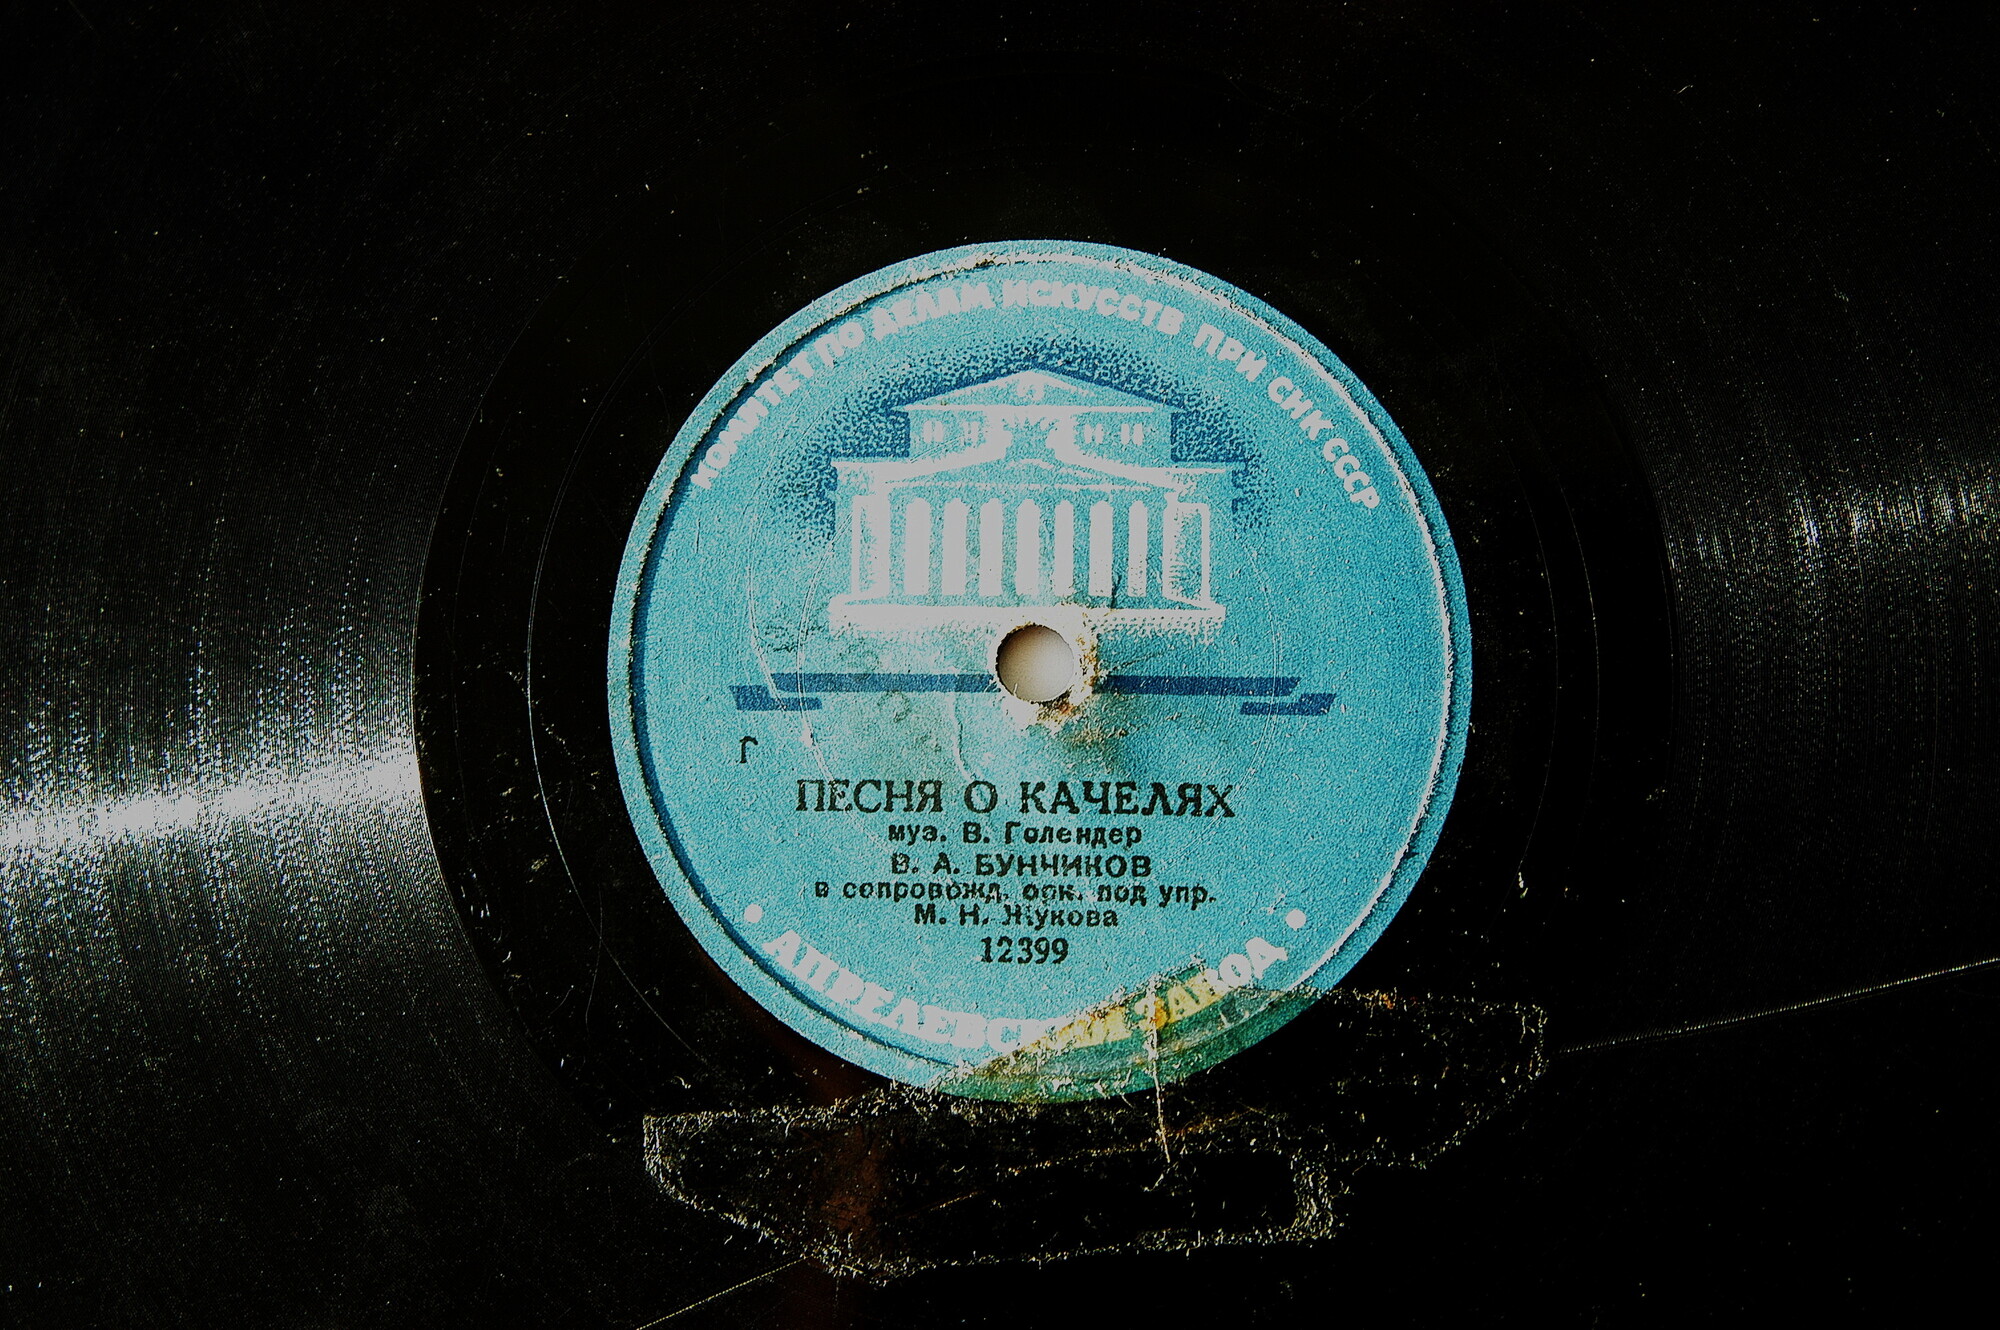 КОМИТЕТ ПО ДЕЛАМ ИСКУССТВ ПРИ СНК СССР
Г
ПЕСНЯ О КАЧЕЛЯХ
муз. В. Голендер
В. А. БУНЧИКОВ
в сопровожд. орк. под упр.
М. Н. Жукова
12399
• АПРЕЛЕВСКИЙ ЗАВОД •